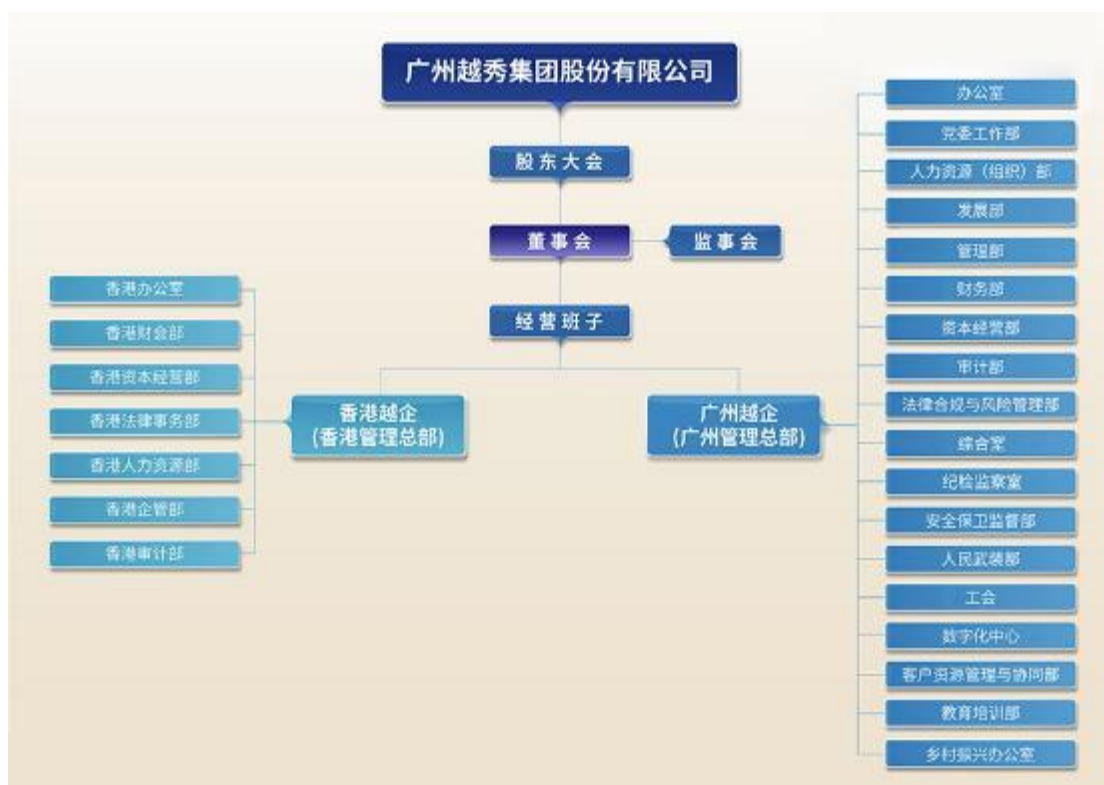 广州越秀集团股份有限公司
股东大会
董事会
监事会
经营班子
香港越企
(香港管理总部)
广州越企
(广州管理总部)
香港办公室
香港财会部
香港资本经营部
香港法律事务部
香港人力资源部
香港企管部
香港审计部
办公室
党委工作部
人力资源（组织）部
发展部
管理部
财务部
资本经营部
审计部
法律合规与风险管理部
综合室
纪检监察室
安全保卫监督部
人民武装部
工会
数字化中心
客户资源管理与协同部
教育培训部
乡村振兴办公室